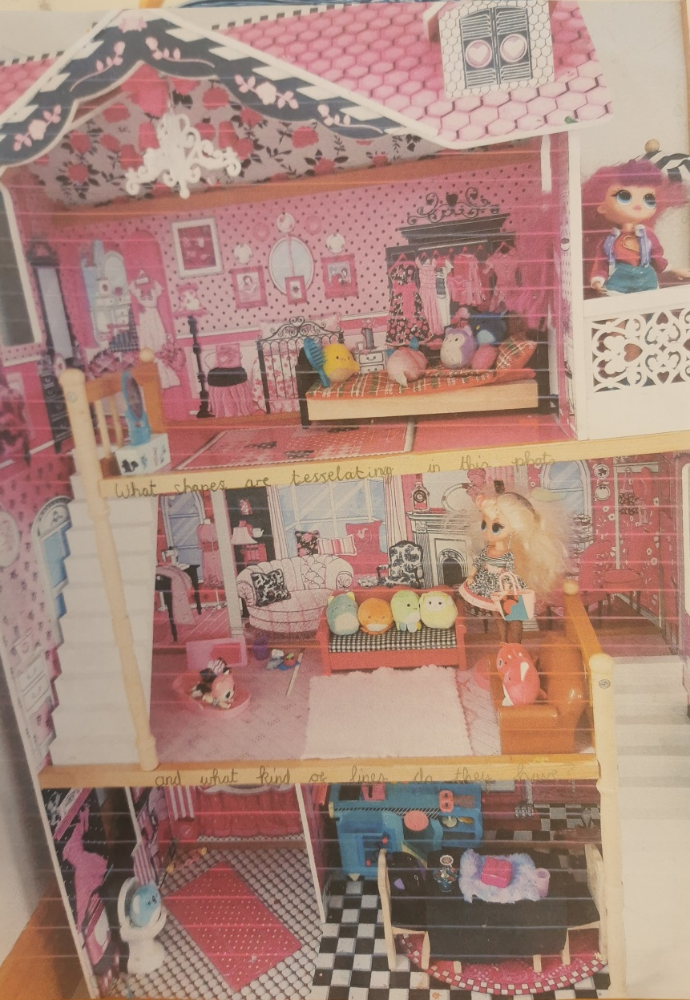 What shapes are tesselating in this photo
and what kind of lines do they have?